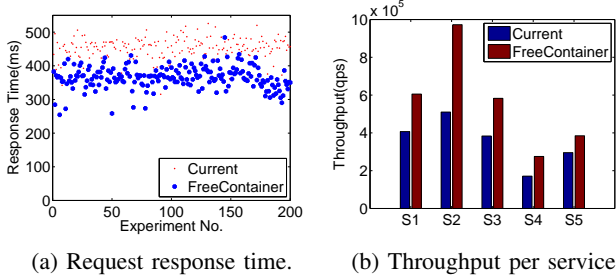 Response Time(ms)
500
400
300
200
100
0
0
50
100
150
200
Experiment No.
Current
FreeContainer
(a) Request response time.
x 10^5
Throughput(qps)
10
8
6
4
2
0
S1
S2
S3
S4
S5
Current
FreeContainer
(b) Throughput per service